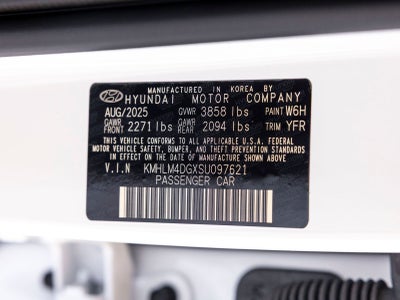 MANUFACTURED IN KOREA BY
HYUNDAI MOTOR COMPANY
AUG/2025 GVWR 3858 lbs PAINT W6H
GAWR FRONT 2271 lbs GAWR REAR 2094 lbs TRIM YFR
THIS VEHICLE CONFORMS TO ALL APPLICABLE U.S.A. FEDERAL
MOTOR VEHICLE SAFETY, BUMPER, AND THEFT PREVENTION STANDARDS
IN EFFECT ON THE DATE OF MANUFACTURE SHOWN ABOVE.
V.I.N KMHLM4DGXSU097621
PASSENGER CAR